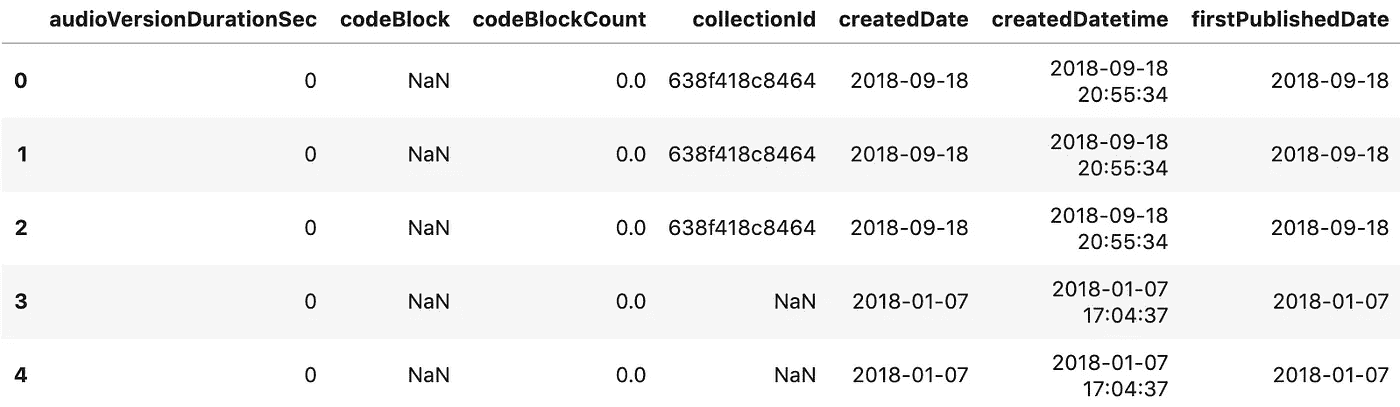 audioVersionDurationSec codeBlock codeBlockCount collectionId createdDate createdDatetime firstPublishedDate
0 0 NaN 0.0 638f418c8464 2018-09-18 2018-09-18 20:55:34 2018-09-18
1 0 NaN 0.0 638f418c8464 2018-09-18 2018-09-18 20:55:34 2018-09-18
2 0 NaN 0.0 638f418c8464 2018-09-18 2018-09-18 20:55:34 2018-09-18
3 0 NaN 0.0 NaN 2018-01-07 2018-01-07 17:04:37 2018-01-07
4 0 NaN 0.0 NaN 2018-01-07 2018-01-07 17:04:37 2018-01-07